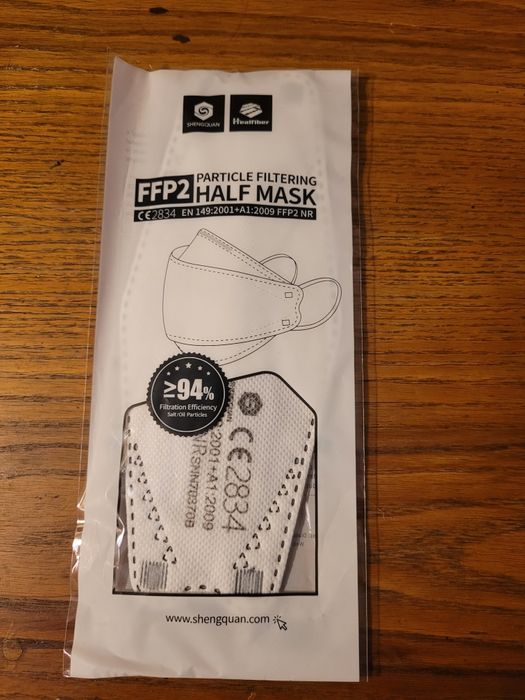 SHENGQUAN
Healfiber
FFP2 PARTICLE FILTERING
HALF MASK
CE2834 EN 149:2001+A1:2009 FFP2 NR
≥94%
Filtration Efficiency
Salt/Oil Particles
CE2834
2001+A1:2009
www.shengquan.com